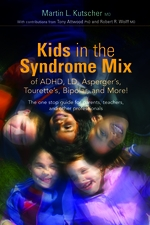 Martin L. Kutscher MD
With contributions from Tony Attwood PhD and Robert R. Wolff MD
Kids in the
Syndrome Mix
of ADHD, LD, Asperger's,
Tourette's, Bipolar, and More!
The one stop guide for parents, teachers,
and other professionals